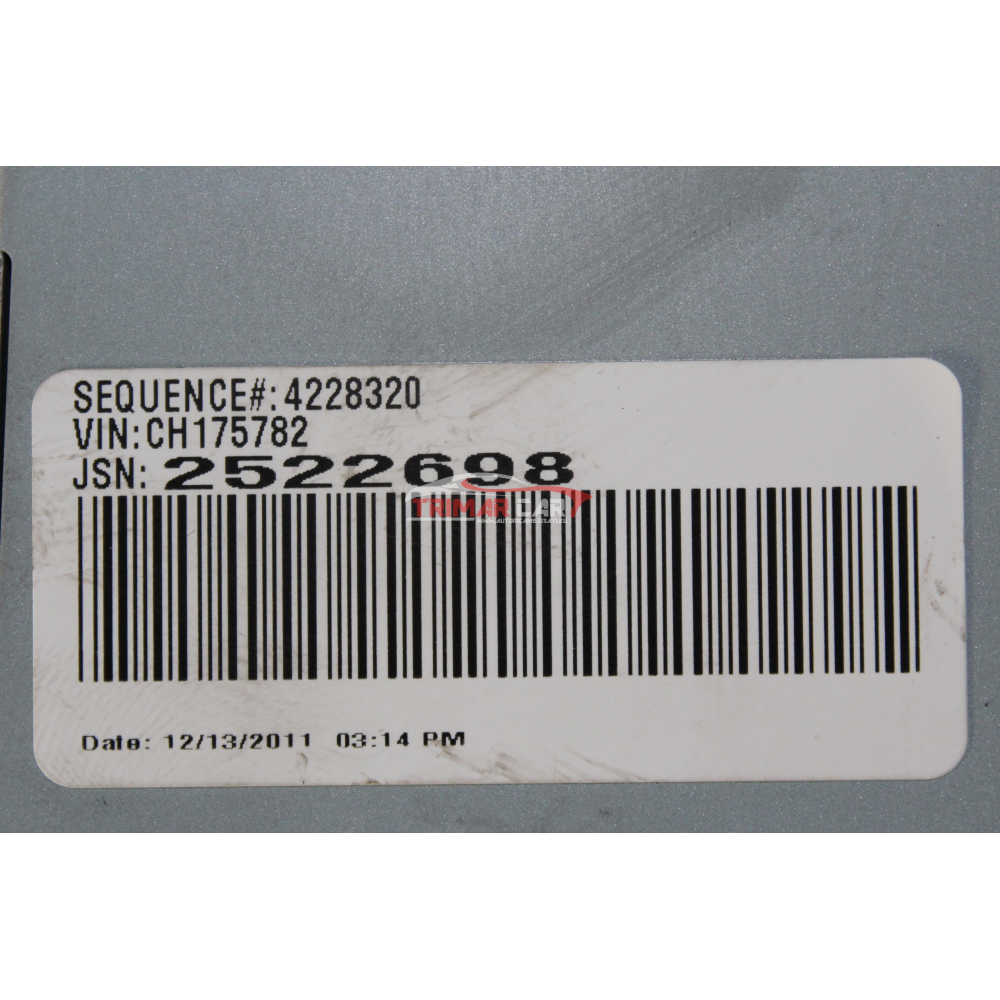 SEQUENCE#: 4228320
VIN: CH175782
JSN: 2522698
TRIMAR CAR
Date: 12/13/2011 03:14 PM